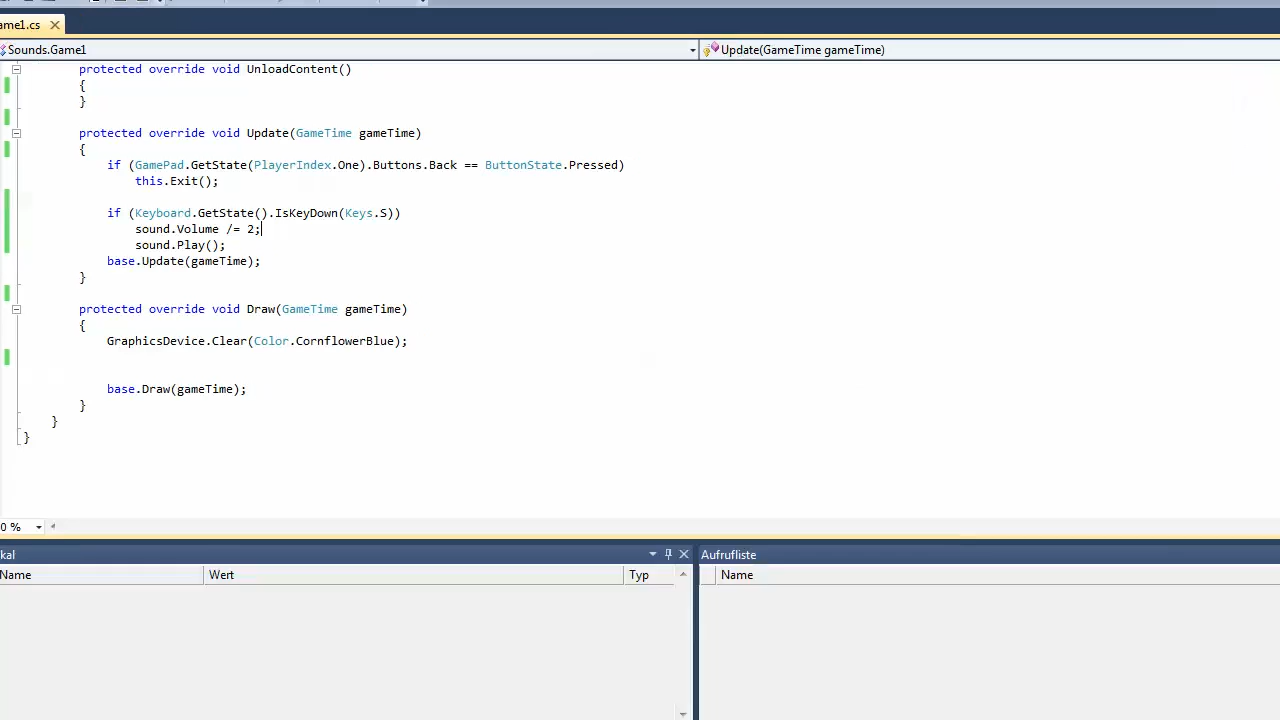 ame1.cs
Sounds.Game1
Update(GameTime gameTime)
protected override void UnloadContent()
{
}
protected override void Update(GameTime gameTime)
{
if (GamePad.GetState(PlayerIndex.One).Buttons.Back == ButtonState.Pressed)
this.Exit();
if (Keyboard.GetState().IsKeyDown(Keys.S))
sound.Volume /= 2;
sound.Play();
base.Update(gameTime);
}
protected override void Draw(GameTime gameTime)
{
GraphicsDevice.Clear(Color.CornflowerBlue);
base.Draw(gameTime);
}
}
}
0 %
kal
Aufrufliste
Name Wert Typ
Name